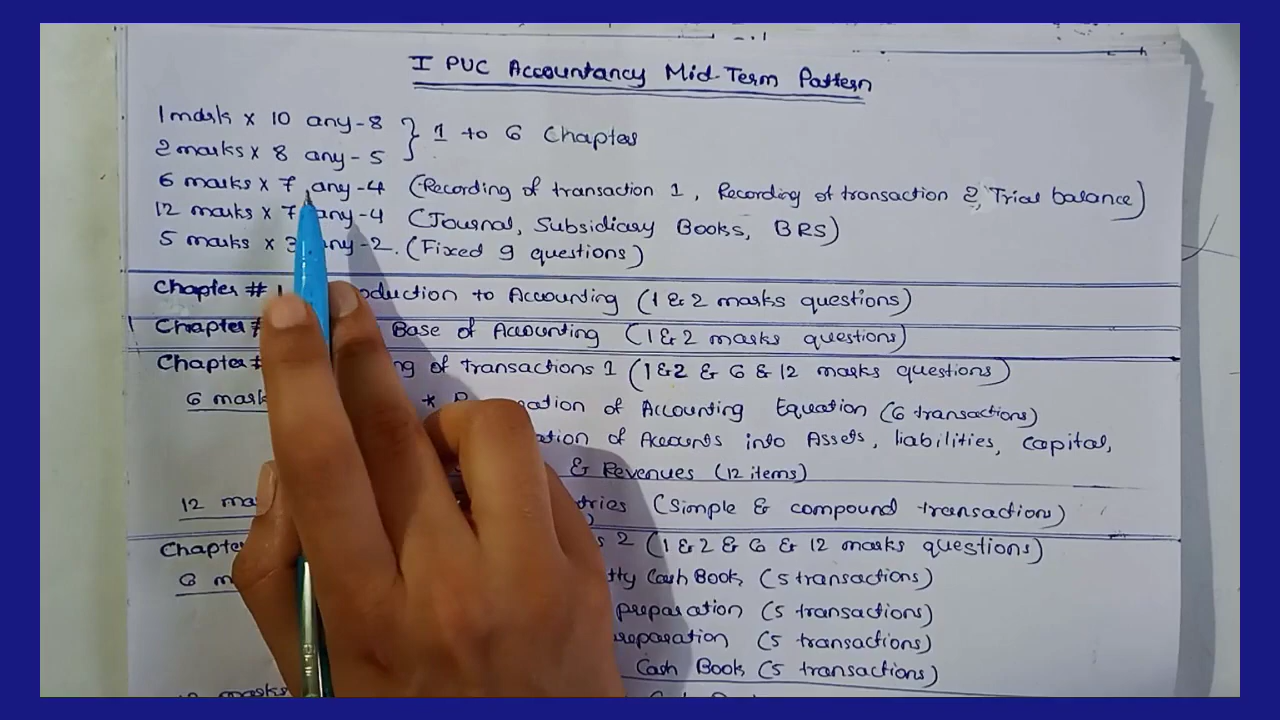 I PUC Accountancy Mid-Term Pattern
1 mark x 10 any-8 } 1 to 6 Chapter
2 marks x 8 any-5
6 marks x 7 any-4 (Recording of transaction 1, Recording of transaction 2, Trial balance)
12 marks x 7 any-4 (Journal, Subsidiary Books, BRS)
5 marks x 3 any-2. (Fixed 9 questions)
Chapter # 1 oduction to Accounting (1 & 2 marks questions)
Chapter # Base of Accounting (1 & 2 marks questions)
Chapter # ng of transactions 1 (1 & 2 & 6 & 12 marks questions)
6 mark * ation of Accounting Equation (6 transactions)
ation of Accounts into Assets, liabilities, capital,
& Revenues (12 items)
12 ma tries (Simple & compound transaction)
Chapter s 2 (1 & 2 & 6 & 12 marks questions)
6 m tty Cash Book (5 transactions)
preparation (5 transactions)
reparation (5 transactions)
Cash Book (5 transactions)